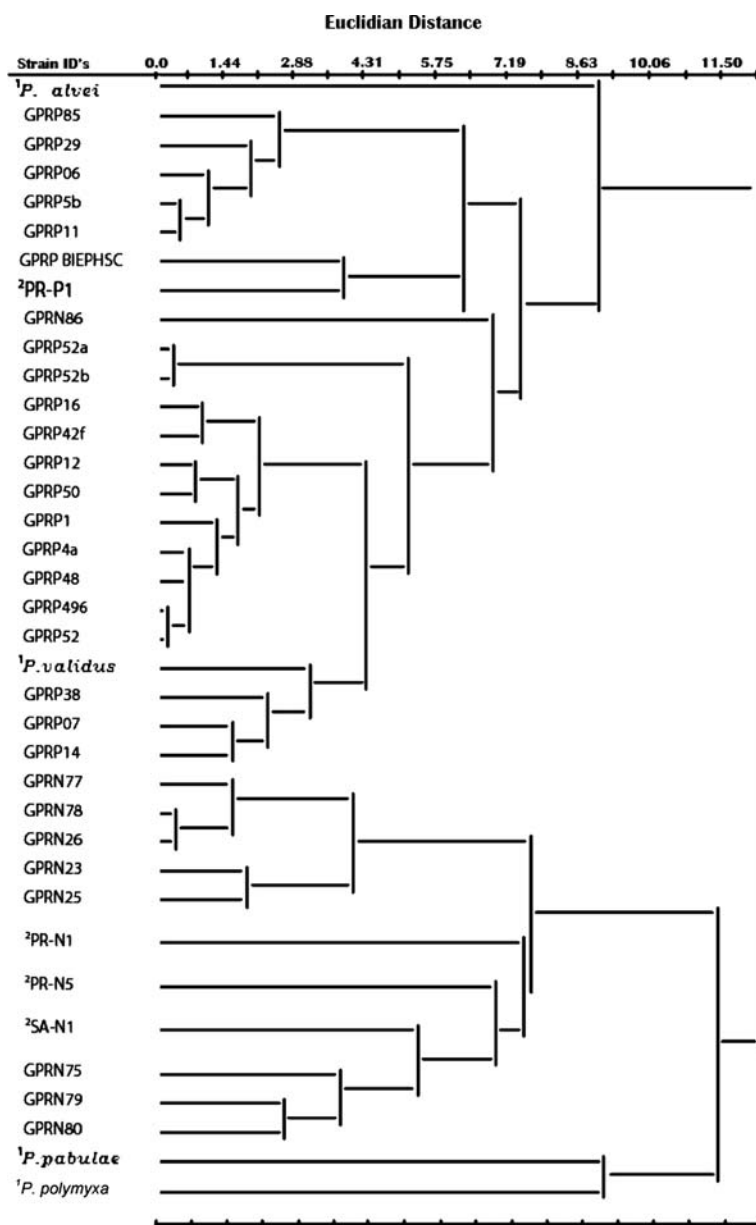 Euclidian Distance
Strain ID's 0.0 1.44 2.88 4.31 5.75 7.19 8.63 10.06 11.50
¹P. alvei
GPRP85
GPRP29
GPRP06
GPRP5b
GPRP11
GPRP BIEPHSC
²PR-P1
GPRN86
GPRP52a
GPRP52b
GPRP16
GPRP42f
GPRP12
GPRP50
GPRP1
GPRP4a
GPRP48
GPRP496
GPRP52
¹P.validus
GPRP38
GPRP07
GPRP14
GPRN77
GPRN78
GPRN26
GPRN23
GPRN25
²PR-N1
²PR-N5
²SA-N1
GPRN75
GPRN79
GPRN80
¹P.pabulae
¹P. polymyxa